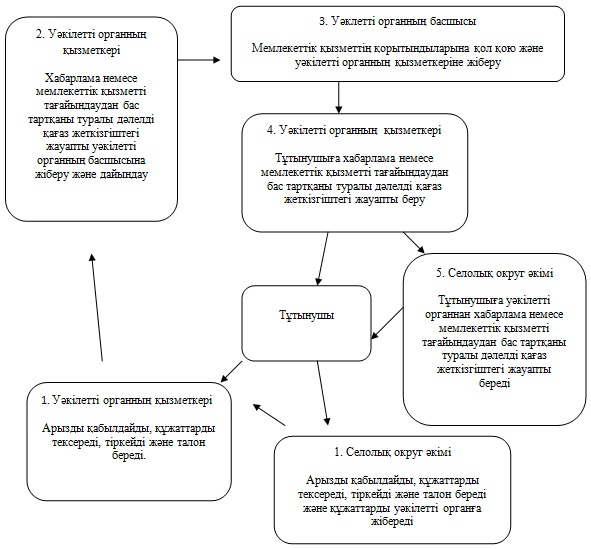 2. Уәкілетті органның
қызметкері
Хабарлама немесе
мемлекеттік қызметті
тағайындаудан бас
тартқаны туралы дәлелді
қағаз жеткізгіштегі
жауапты уәкілетті
органның басшысына
жіберу және дайындау
3. Уәклетті органның басшысы
Мемлекеттік қызметтің қорытындыларына қол қою және
уәкілетті органның қызметкеріне жіберу
4. Уәкілетті органның қызметкері
Тұтынушыға хабарлама немесе
мемлекеттік қызметті тағайындаудан
бас тартқаны туралы дәлелді қағаз
жеткізгіштегі жауапты беру
5. Селолық округ әкімі
Тұтынушыға уәкілетті
органнан хабарлама немесе
мемлекеттік қызметті
тағайындаудан бас тартқаны
туралы дәлелді қағаз
жеткізгіштегі жауапты
береді
Тұтынушы
1. Уәкілетті органның қызметкері
Арызды қабылдайды, құжаттарды
тексереді, тіркейді және талон
береді.
1. Селолық округ әкімі
Арызды қабылдайды, құжаттарды
тексереді, тіркейді және талон береді
және құжаттарды уәкілетті органға
жібереді